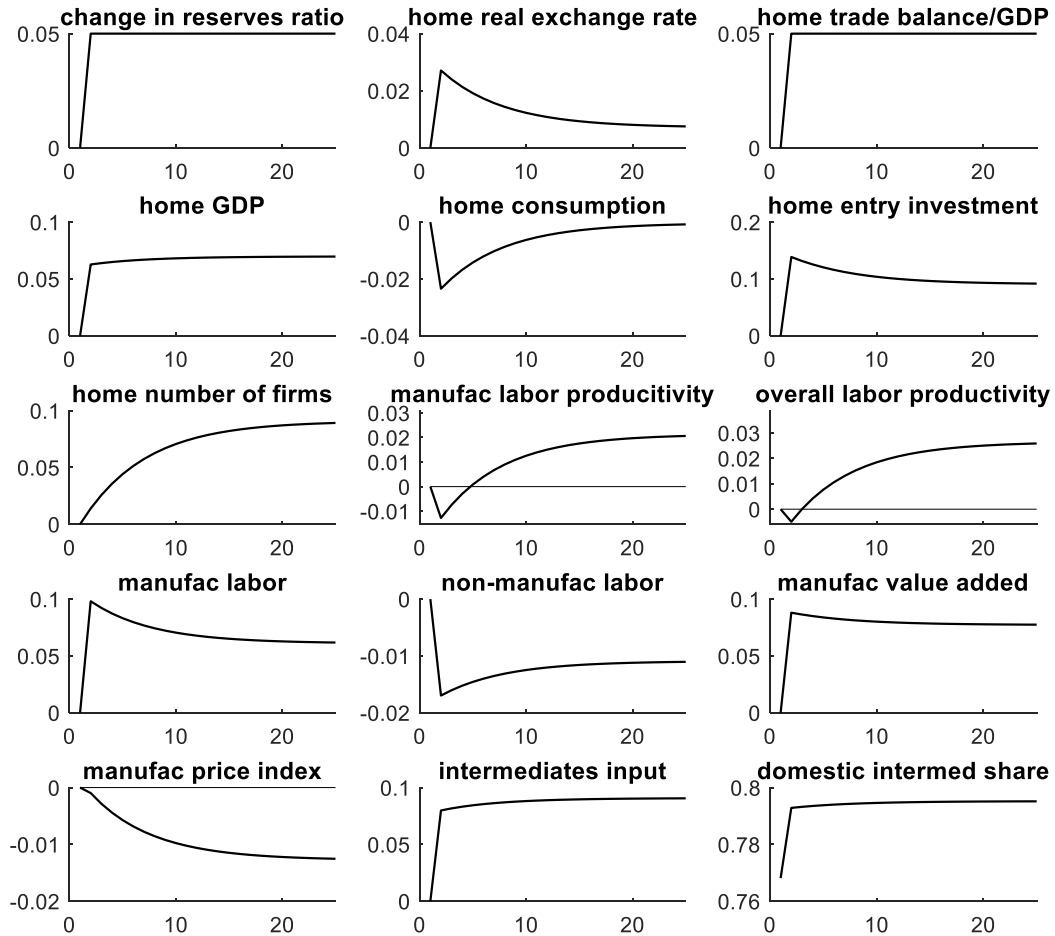 change in reserves ratio
0.05
0
0 10 20
home real exchange rate
0.04
0.02
0
0 10 20
home trade balance/GDP
0.05
0
0 10 20
home GDP
0.1
0.05
0
0 10 20
home consumption
0
-0.02
-0.04
0 10 20
home entry investment
0.2
0.1
0
0 10 20
home number of firms
0.1
0.05
0
0 10 20
manufac labor producitivity
0.03
0.02
0.01
0
-0.01
0 10 20
overall labor productivity
0.03
0.02
0.01
0
0 10 20
manufac labor
0.1
0.05
0
0 10 20
non-manufac labor
0
-0.01
-0.02
0 10 20
manufac value added
0.1
0.05
0
0 10 20
manufac price index
0
-0.01
-0.02
0 10 20
intermediates input
0.1
0.05
0
0 10 20
domestic intermed share
0.8
0.78
0.76
0 10 20